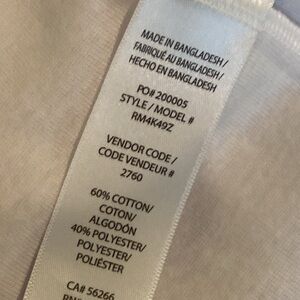 MADE IN BANGLADESH /
FABRIQUÉ AU BANGLADESH /
HECHO EN BANGLADESH
PO# 200005
STYLE / MODEL #
RM4K49Z
VENDOR CODE /
CODE VENDEUR #
2760
60% COTTON/
COTON/
ALGODÓN
40% POLYESTER/
POLYESTER/
POLIÉSTER
CA# 56266